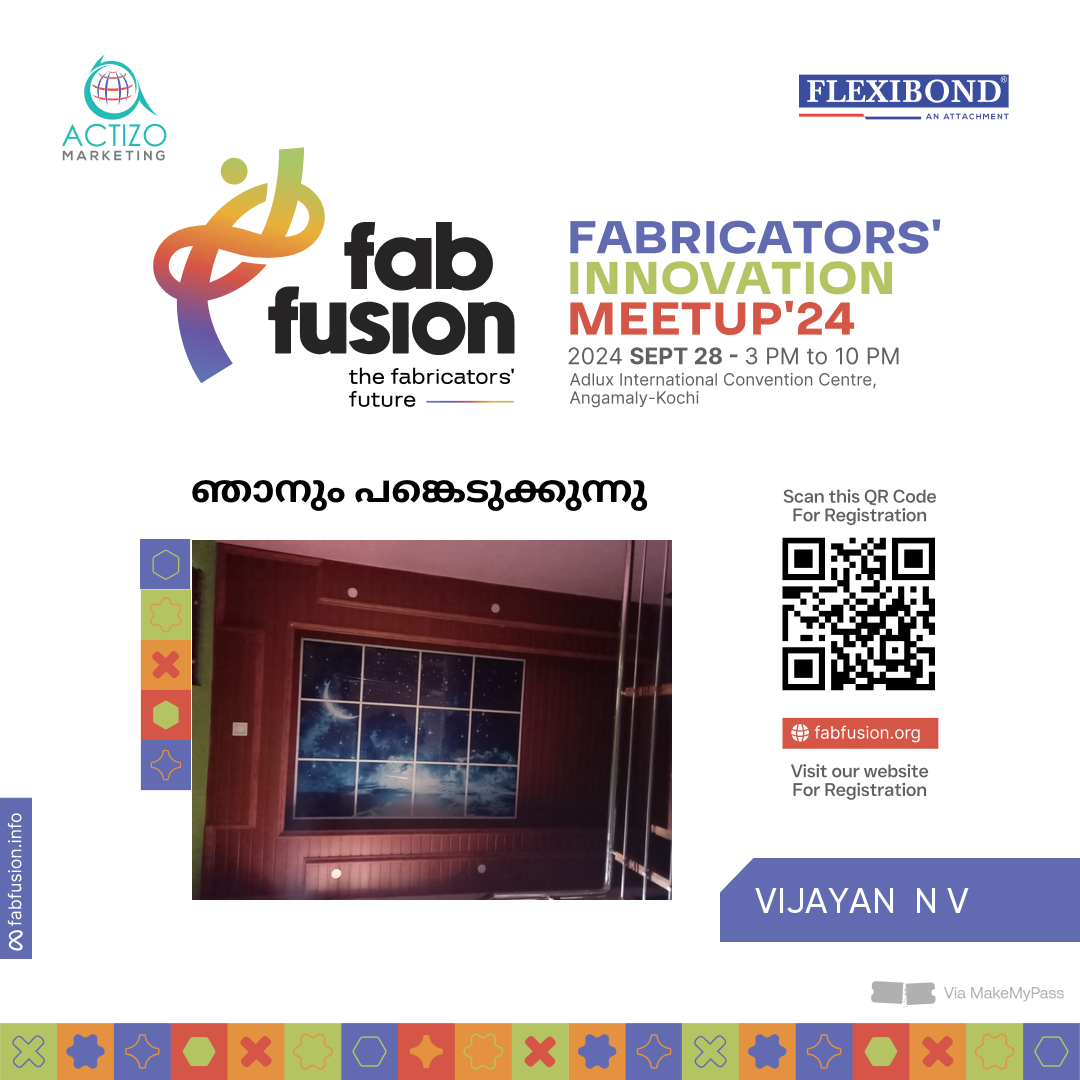 ACTIZO
MARKETING
FLEXIBOND®
AN ATTACHMENT
fab
fusion
the fabricators'
future
FABRICATORS'
INNOVATION
MEETUP'24
2024 SEPT 28 - 3 PM to 10 PM
Adlux International Convention Centre,
Angamaly-Kochi
ഞാനും പങ്കെടുക്കുന്നു
Scan this QR Code
For Registration
fabfusion.org
Visit our website
For Registration
fabfusion.info
VIJAYAN N V
Via MakeMyPass